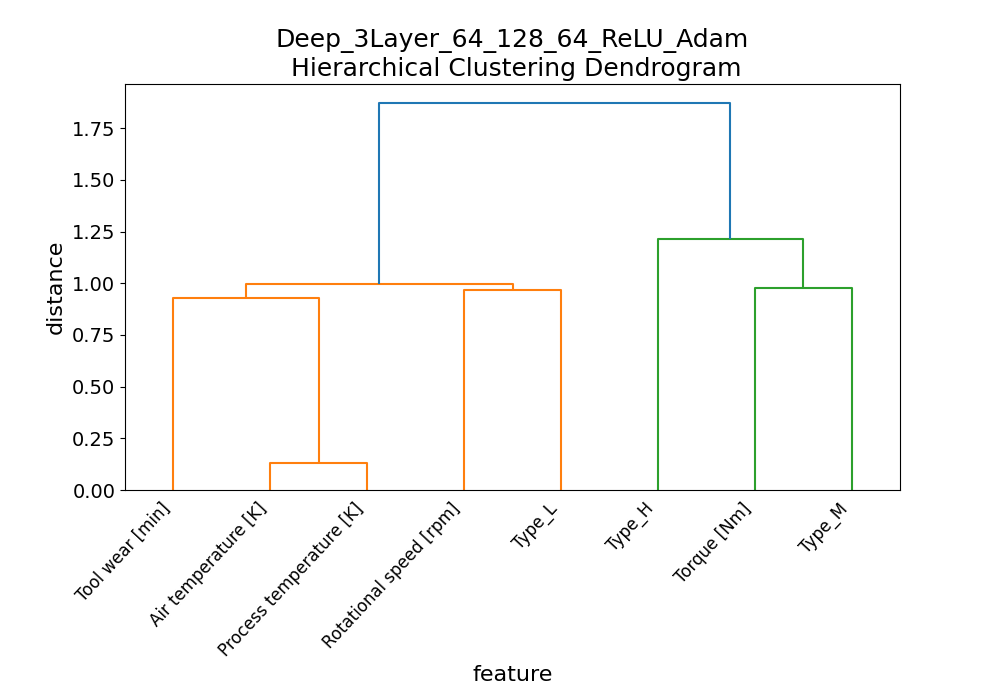 Deep_3Layer_64_128_64_ReLU_Adam
Hierarchical Clustering Dendrogram
1.75
1.50
1.25
1.00
0.75
0.50
0.25
0.00
distance
Tool wear [min]
Air temperature [K]
Process temperature [K]
Rotational speed [rpm]
Type_L
Type_H
Torque [Nm]
Type_M
feature